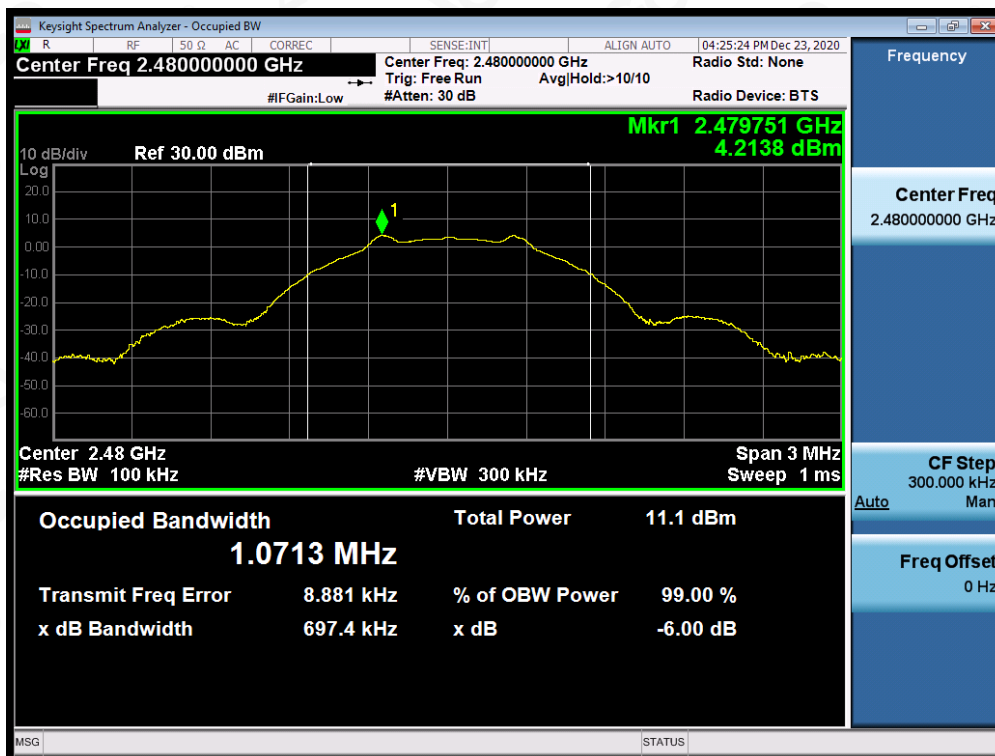 Keysight Spectrum Analyzer - Occupied BW
LXI R RF 50 Ω AC CORREC SENSE:INT ALIGN AUTO 04:25:24 PM Dec 23, 2020
Center Freq 2.480000000 GHz
Center Freq: 2.480000000 GHz Radio Std: None
Trig: Free Run Avg|Hold:>10/10
#IFGain:Low #Atten: 30 dB Radio Device: BTS
Mkr1 2.479751 GHz
4.2138 dBm
10 dB/div Ref 30.00 dBm
Log
20.0
10.0
0.00
-10.0
-20.0
-30.0
-40.0
-50.0
-60.0
1
Center 2.48 GHz Span 3 MHz
#Res BW 100 kHz #VBW 300 kHz Sweep 1 ms
Occupied Bandwidth Total Power 11.1 dBm
1.0713 MHz
Transmit Freq Error 8.881 kHz % of OBW Power 99.00 %
x dB Bandwidth 697.4 kHz x dB -6.00 dB
MSG STATUS
Frequency
Center Freq
2.480000000 GHz
CF Step
300.000 kHz
Auto Man
Freq Offset
0 Hz